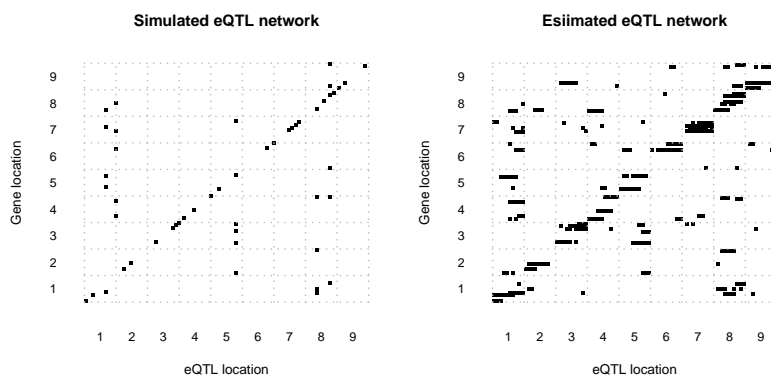 Simulated eQTL network
Esiimated eQTL network
Gene location
9
8
7
6
5
4
3
2
1
1 2 3 4 5 6 7 8 9
eQTL location
Gene location
9
8
7
6
5
4
3
2
1
1 2 3 4 5 6 7 8 9
eQTL location